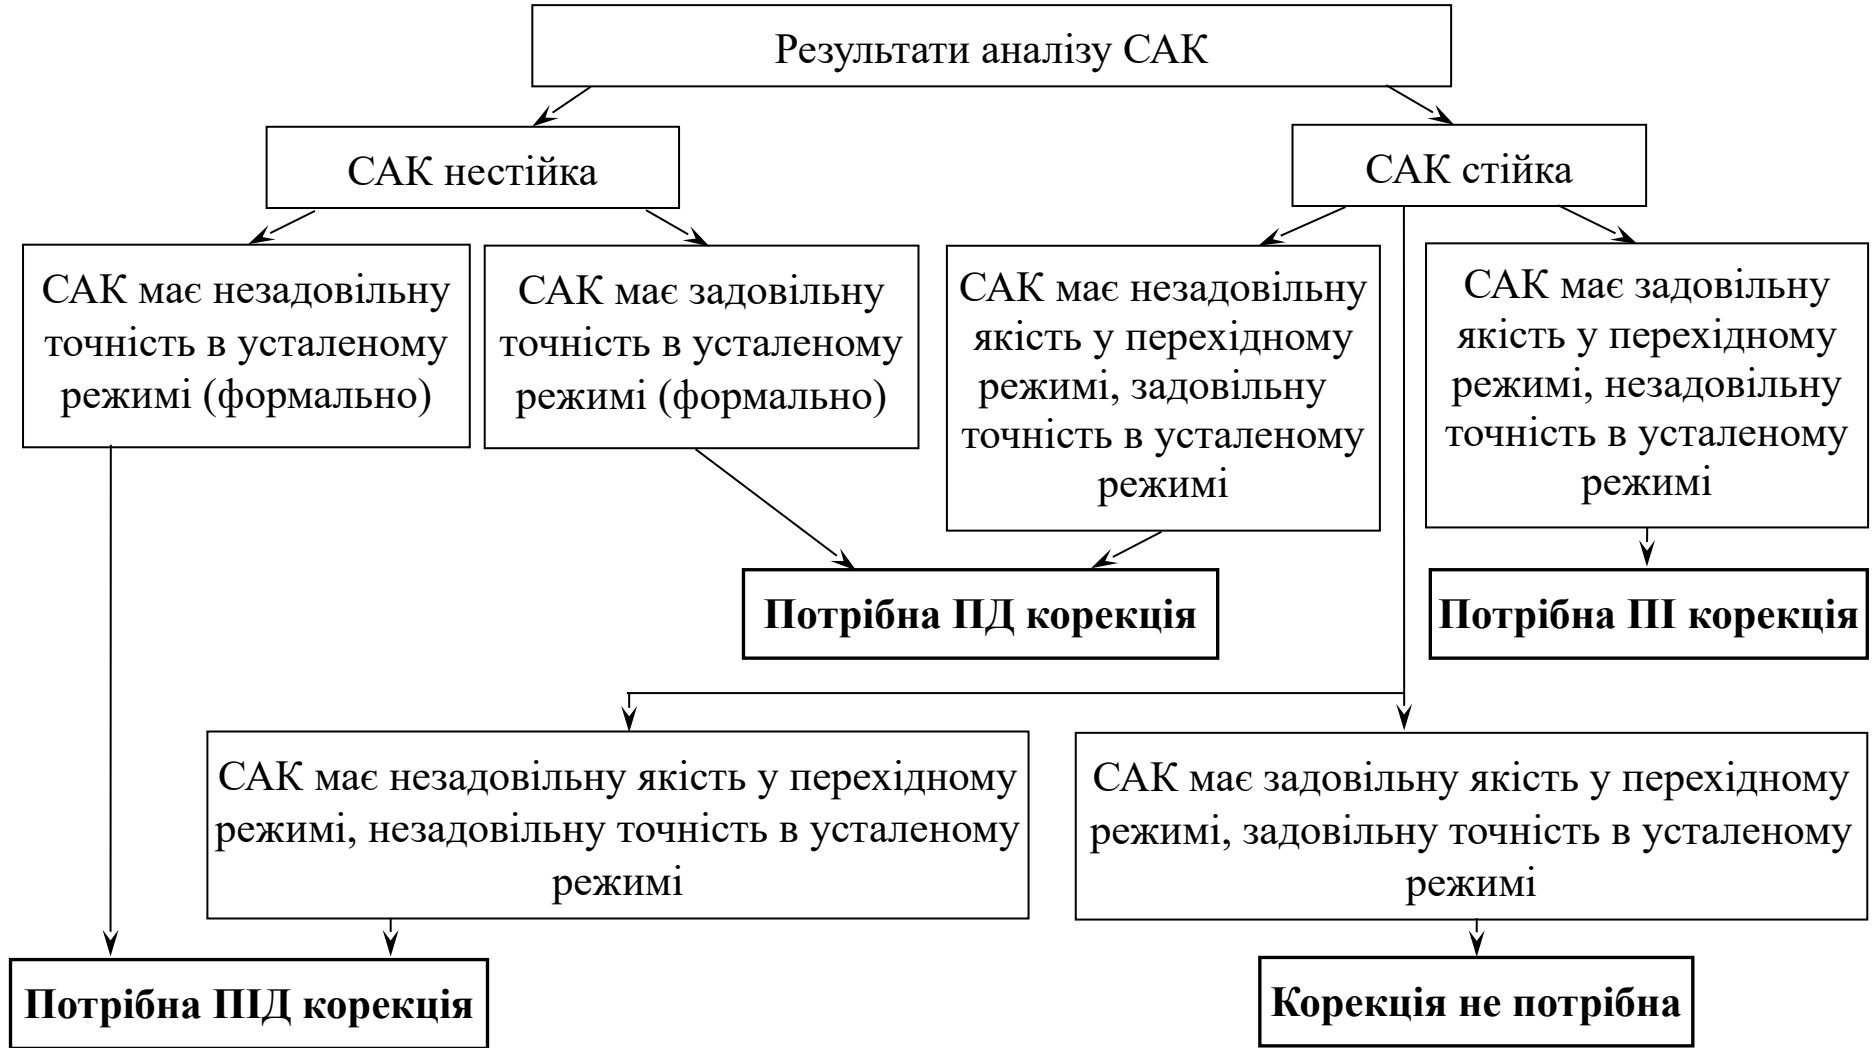 Результати аналізу САК
САК нестійка
САК стійка
САК має незадовільну
точність в усталеному
режимі (формально)
САК має задовільну
точність в усталеному
режимі (формально)
САК має незадовільну
якість у перехідному
режимі, задовільну
точність в усталеному
режимі
САК має задовільну
якість у перехідному
режимі, незадовільну
точність в усталеному
режимі
Потрібна ПД корекція
Потрібна ПІ корекція
САК має незадовільну якість у перехідному
режимі, незадовільну точність в усталеному
режимі
САК має задовільну якість у перехідному
режимі, задовільну точність в усталеному
режимі
Потрібна ПІД корекція
Корекція не потрібна